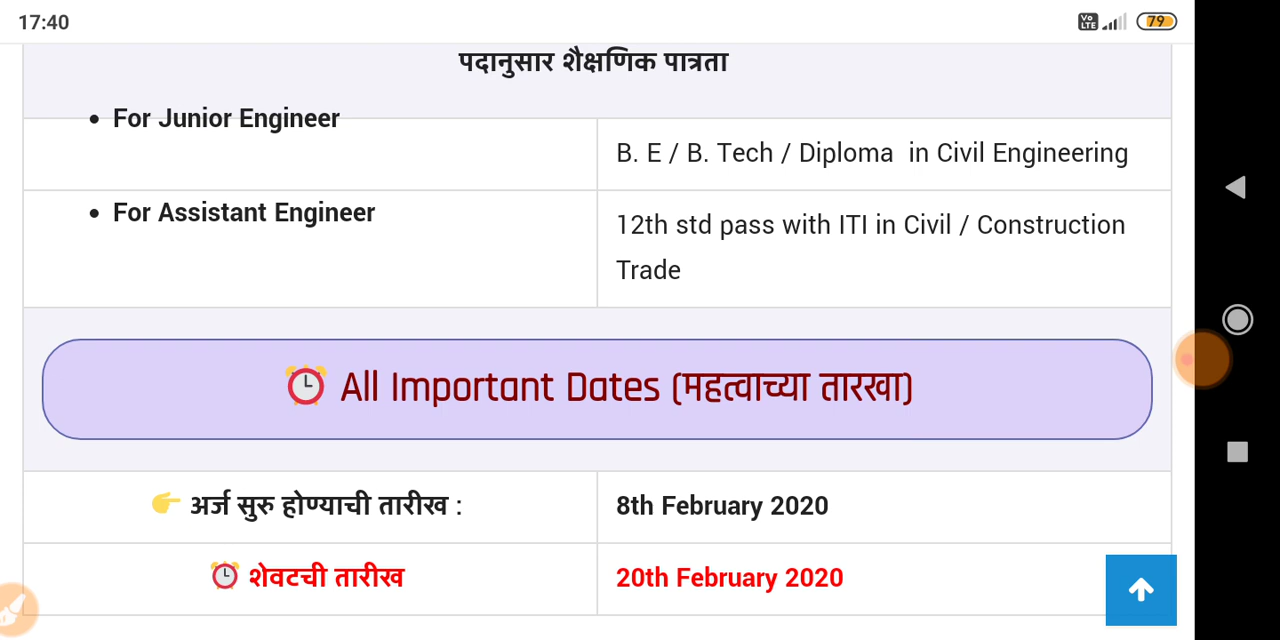 17:40
Vo LTE
79
पदानुसार शैक्षणिक पात्रता
• For Junior Engineer
B. E / B. Tech / Diploma in Civil Engineering
• For Assistant Engineer
12th std pass with ITI in Civil / Construction
Trade
All Important Dates (महत्वाच्या तारखा)
अर्ज सुरु होण्याची तारीख :
8th February 2020
शेवटची तारीख
20th February 2020